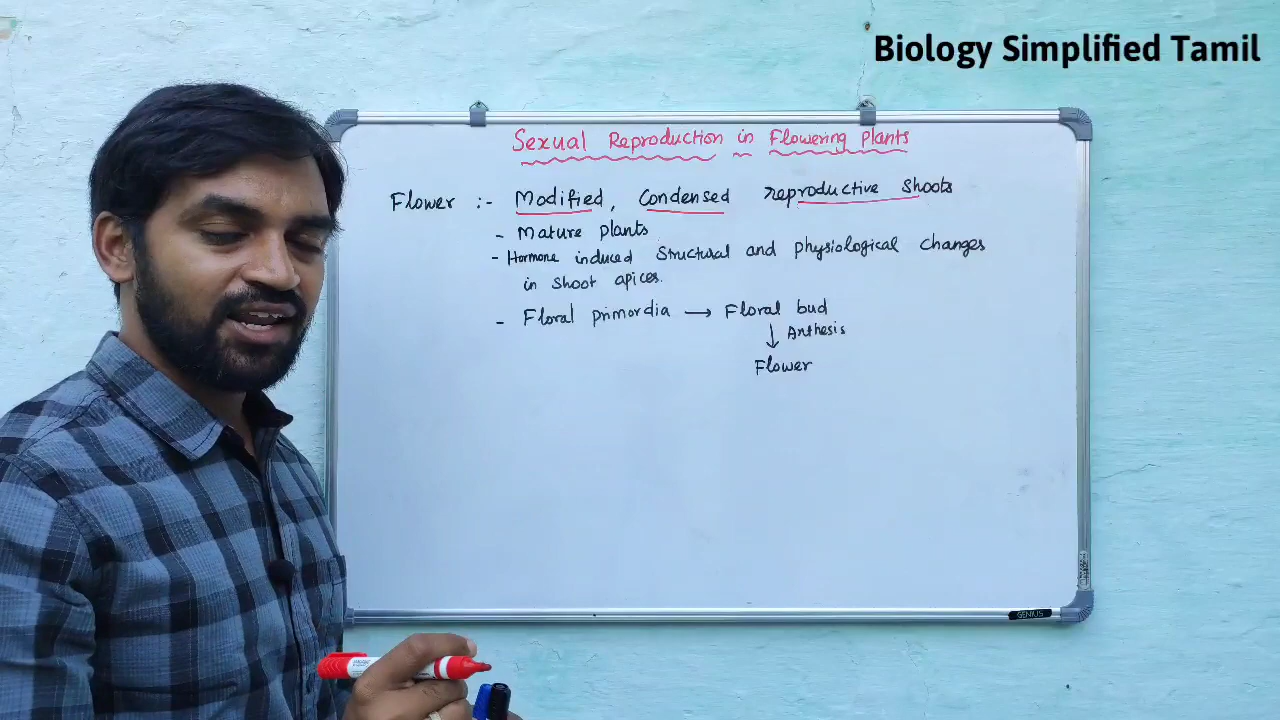 Biology Simplified Tamil
Sexual Reproduction in Flowering Plants
Flower :- Modified, Condensed reproductive Shoots
- Mature plants
- Hormone induced Structural and physiological changes
in shoot apices.
- Floral primordia → Floral bud
↓ Anthesis
Flower
GENIUS